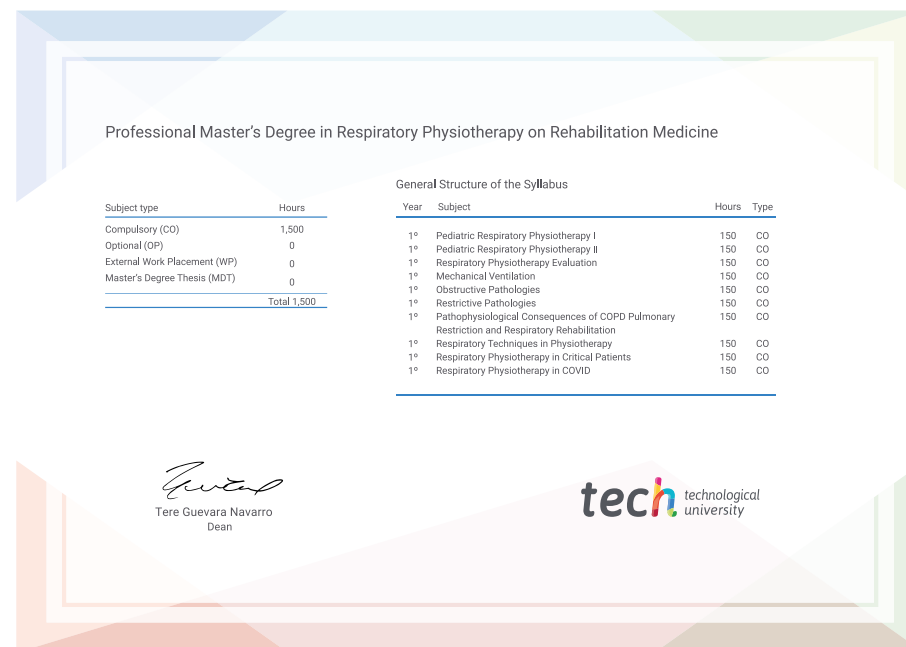 Professional Master's Degree in Respiratory Physiotherapy on Rehabilitation Medicine
Subject type Hours
Compulsory (CO) 1,500
Optional (OP) 0
External Work Placement (WP) 0
Master's Degree Thesis (MDT) 0
Total 1,500
General Structure of the Syllabus
Year Subject Hours Type
1º Pediatric Respiratory Physiotherapy I 150 CO
1º Pediatric Respiratory Physiotherapy II 150 CO
1º Respiratory Physiotherapy Evaluation 150 CO
1º Mechanical Ventilation 150 CO
1º Obstructive Pathologies 150 CO
1º Restrictive Pathologies 150 CO
1º Pathophysiological Consequences of COPD Pulmonary 150 CO
Restriction and Respiratory Rehabilitation
1º Respiratory Techniques in Physiotherapy 150 CO
1º Respiratory Physiotherapy in Critical Patients 150 CO
1º Respiratory Physiotherapy in COVID 150 CO
Tere Guevara Navarro
Dean
tech technological
university